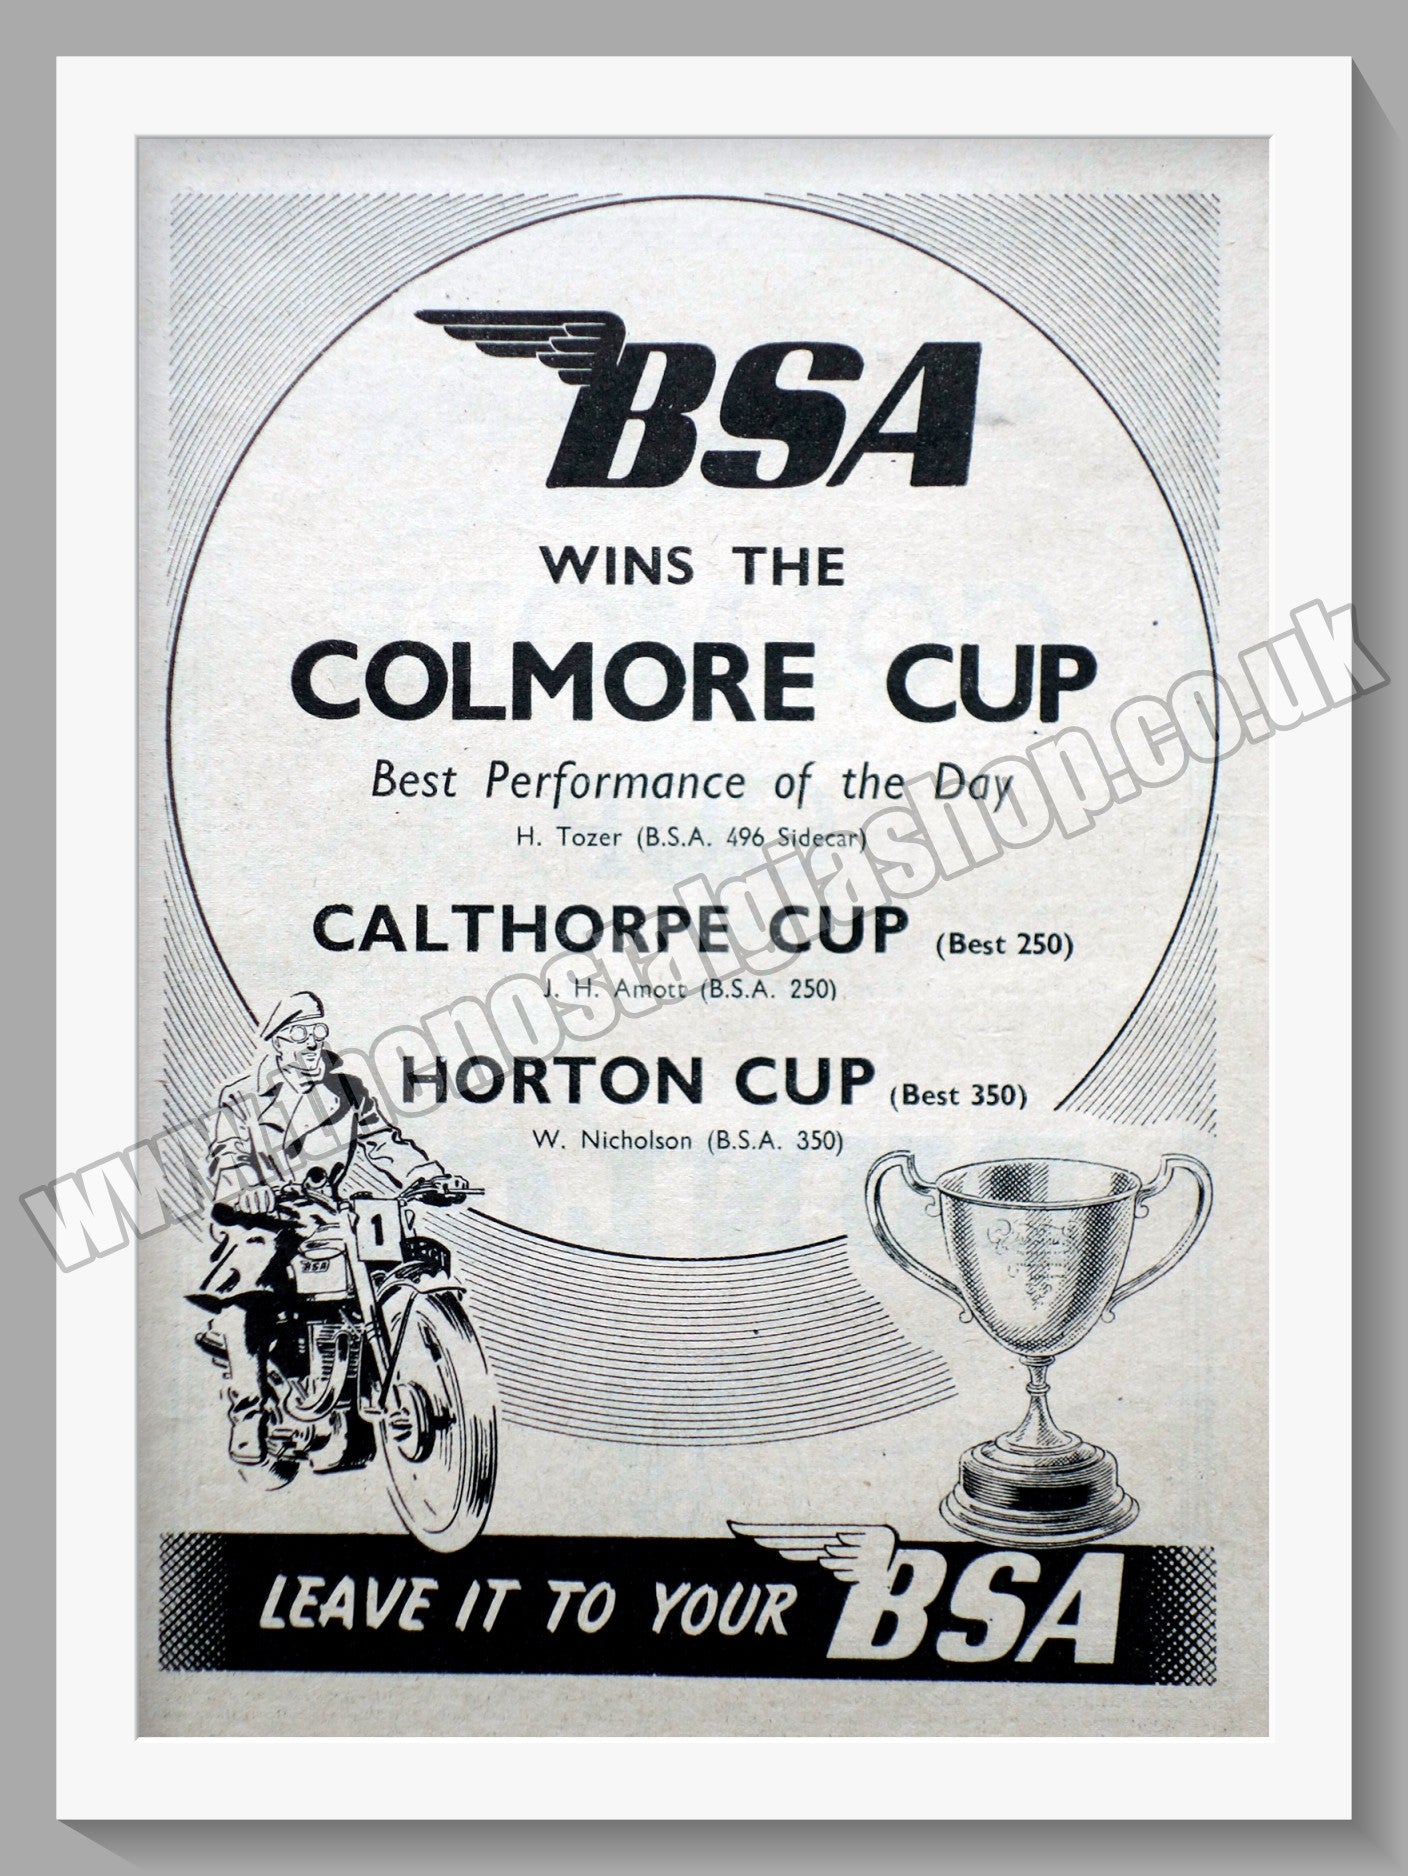 BSA
WINS THE
COLMORE CUP
Best Performance of the Day
H. Tozer (B.S.A. 496 Sidecar)
CALTHORPE CUP (Best 250)
J. H. Amott (B.S.A. 250)
HORTON CUP (Best 350)
W. Nicholson (B.S.A. 350)
1
BSA
LEAVE IT TO YOUR BSA
www.thenostalgiashop.co.uk